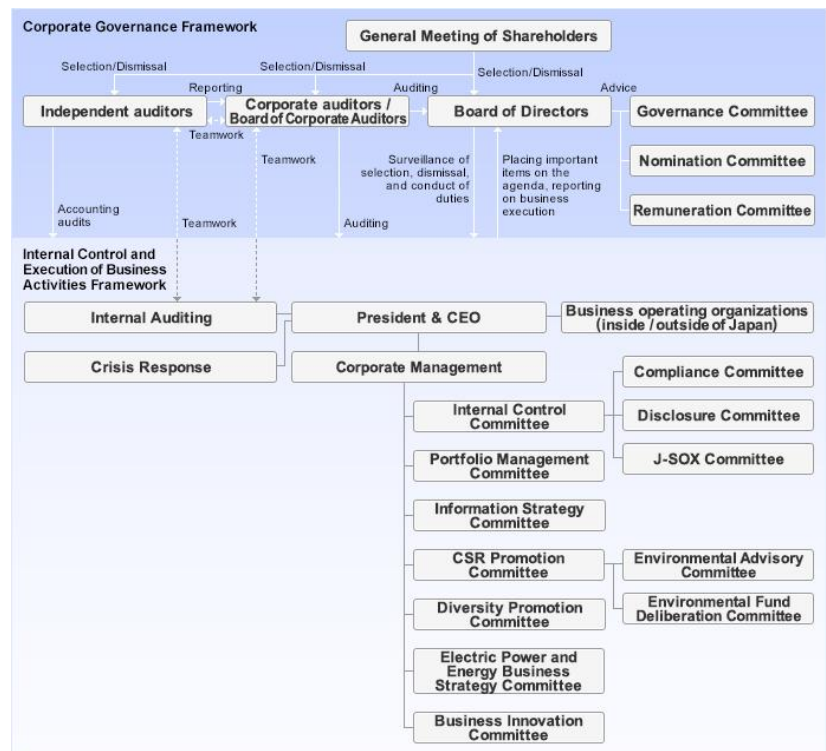 Corporate Governance Framework
General Meeting of Shareholders
Selection/Dismissal
Selection/Dismissal
Selection/Dismissal
Reporting
Auditing
Advice
Independent auditors
Corporate auditors /
Board of Corporate Auditors
Board of Directors
Governance Committee
Teamwork
Teamwork
Surveillance of
selection, dismissal,
and conduct of
duties
Placing important
items on the
agenda, reporting
on business
execution
Nomination Committee
Remuneration Committee
Accounting
audits
Teamwork
Auditing
Internal Control and
Execution of Business
Activities Framework
Internal Auditing
President & CEO
Business operating organizations
(inside / outside of Japan)
Crisis Response
Corporate Management
Compliance Committee
Internal Control
Committee
Disclosure Committee
Portfolio Management
Committee
J-SOX Committee
Information Strategy
Committee
CSR Promotion
Committee
Environmental Advisory
Committee
Diversity Promotion
Committee
Environmental Fund
Deliberation Committee
Electric Power and
Energy Business
Strategy Committee
Business Innovation
Committee